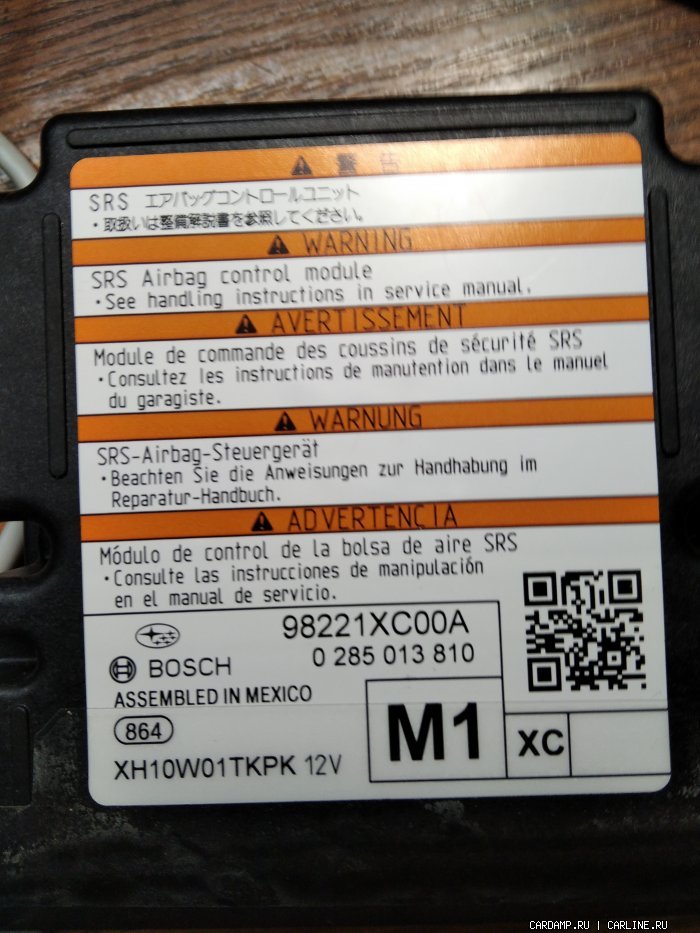 警 告
SRS エアバッグコントロールユニット
・取扱いは整備解説書を参照してください。
WARNING
SRS Airbag control module
・See handling instructions in service manual.
AVERTISSEMENT
Module de commande des coussins de sécurité SRS
・Consultez les instructions de manutention dans le manuel
du garagiste.
WARNUNG
SRS-Airbag-Steuergerät
・Beachten Sie die Anweisungen zur Handhabung im
Reparatur-Handbuch.
ADVERTENCIA
Módulo de control de la bolsa de aire SRS
・Consulte las instrucciones de manipulación
en el manual de servicio.
98221XC00A
BOSCH 0 285 013 810
ASSEMBLED IN MEXICO
864
M1
XC
XH10W01TKPK 12V
CARDAMP.RU | CARLINE.RU